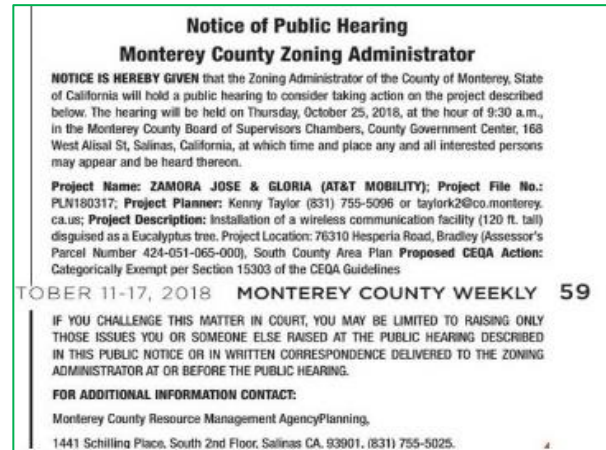 Notice of Public Hearing
Monterey County Zoning Administrator
NOTICE IS HEREBY GIVEN that the Zoning Administrator of the County of Monterey, State
of California will hold a public hearing to consider taking action on the project described
below. The hearing will be held on Thursday, October 25, 2018, at the hour of 9:30 a.m.,
in the Monterey County Board of Supervisors Chambers, County Government Center, 168
West Alisal St, Salinas, California, at which time and place any and all interested persons
may appear and be heard thereon.
Project Name: ZAMORA JOSE & GLORIA (AT&T MOBILITY); Project File No.:
PLN180317; Project Planner: Kenny Taylor (831) 755-5096 or taylork2@co.monterey.
ca.us; Project Description: Installation of a wireless communication facility (120 ft. tall)
disguised as a Eucalyptus tree. Project Location: 76310 Hesperia Road, Bradley (Assessor's
Parcel Number 424-051-065-000), South County Area Plan Proposed CEQA Action:
Categorically Exempt per Section 15303 of the CEQA Guidelines
TOBER 11-17, 2018 MONTEREY COUNTY WEEKLY 59
IF YOU CHALLENGE THIS MATTER IN COURT, YOU MAY BE LIMITED TO RAISING ONLY
THOSE ISSUES YOU OR SOMEONE ELSE RAISED AT THE PUBLIC HEARING DESCRIBED
IN THIS PUBLIC NOTICE OR IN WRITTEN CORRESPONDENCE DELIVERED TO THE ZONING
ADMINISTRATOR AT OR BEFORE THE PUBLIC HEARING.
FOR ADDITIONAL INFORMATION CONTACT:
Monterey County Resource Management AgencyPlanning,
1441 Schilling Place, South 2nd Floor, Salinas CA, 93901, (831) 755-5025.